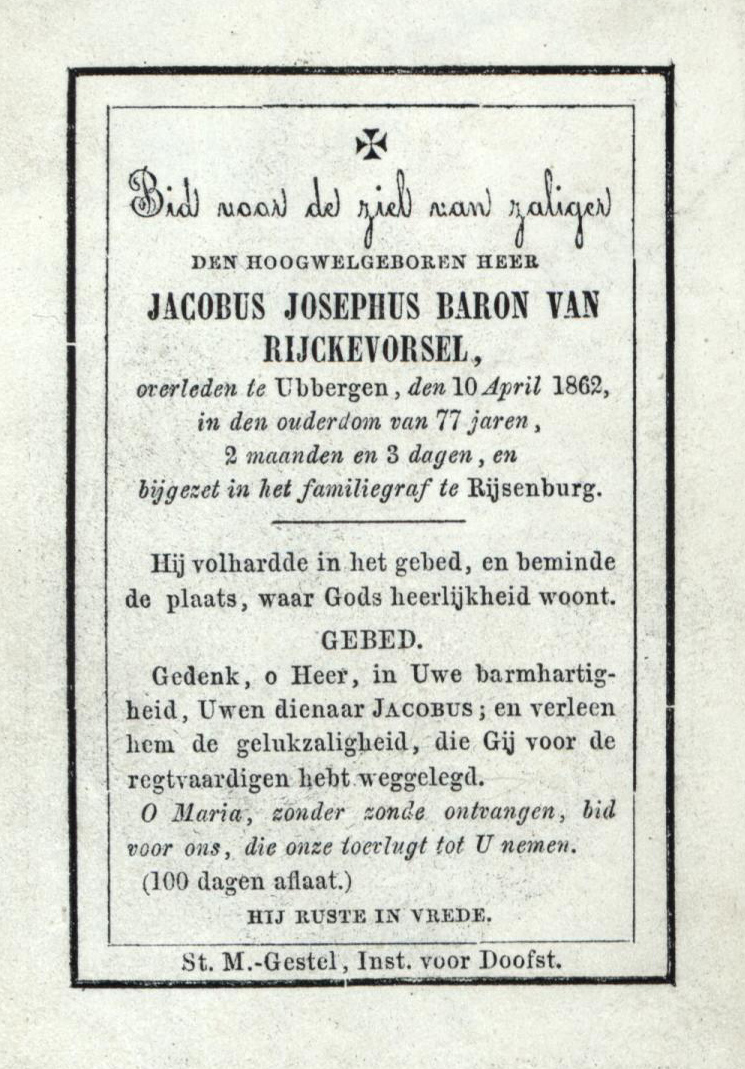 Bid voor de ziel van zaliger
DEN HOOGWELGEBOREN HEER
JACOBUS JOSEPHUS BARON VAN
RIJCKEVORSEL,
overleden te Ubbergen, den 10 April 1862,
in den ouderdom van 77 jaren,
2 maanden en 3 dagen, en
bijgezet in het familiegraf te Rijsenburg.
Hij volhardde in het gebed, en beminde
de plaats, waar Gods heerlijkheid woont.
GEBED.
Gedenk, o Heer, in Uwe barmhartig-
heid, Uwen dienaar JACOBUS; en verleen
hem de gelukzaligheid, die Gij voor de
regtvaardigen hebt weggelegd.
O Maria, zonder zonde ontvangen, bid
voor ons, die onze toevlugt tot U nemen.
(100 dagen aflaat.)
HIJ RUSTE IN VREDE.
St. M.-Gestel, Inst. voor Doofst.